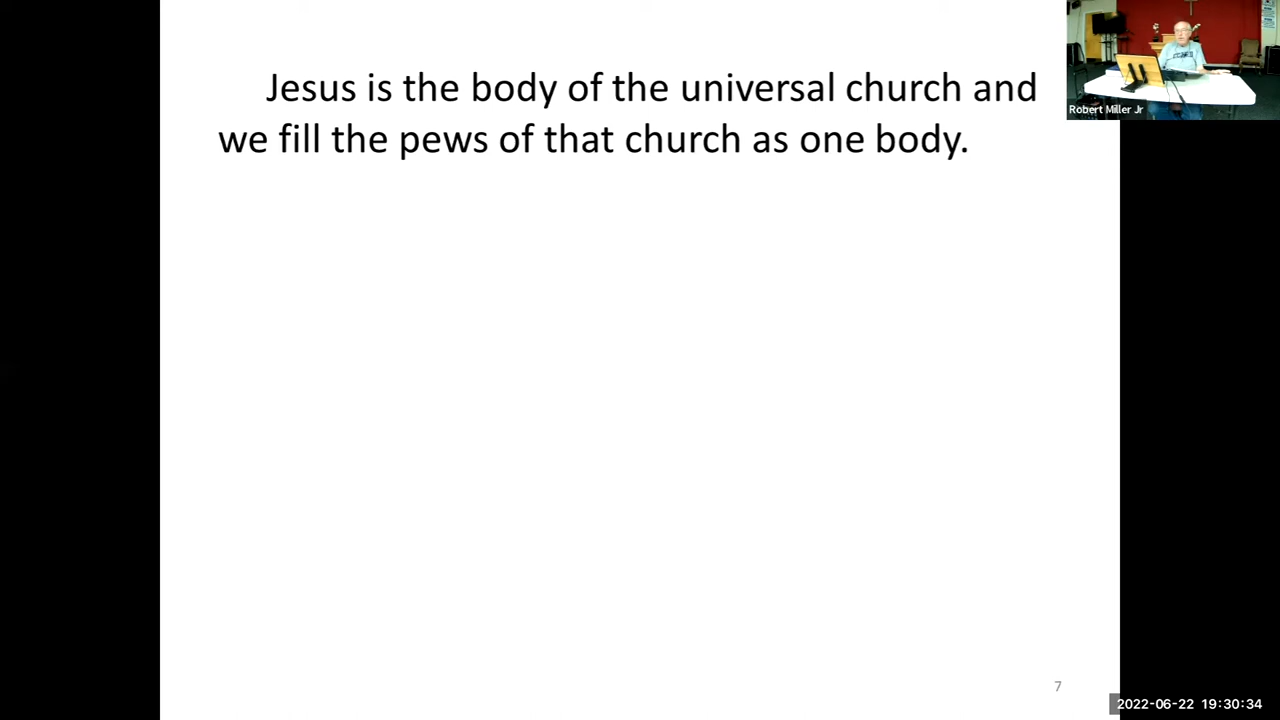 Jesus is the body of the universal church and
we fill the pews of that church as one body.
Robert Miller Jr
7
2022-06-22 19:30:34